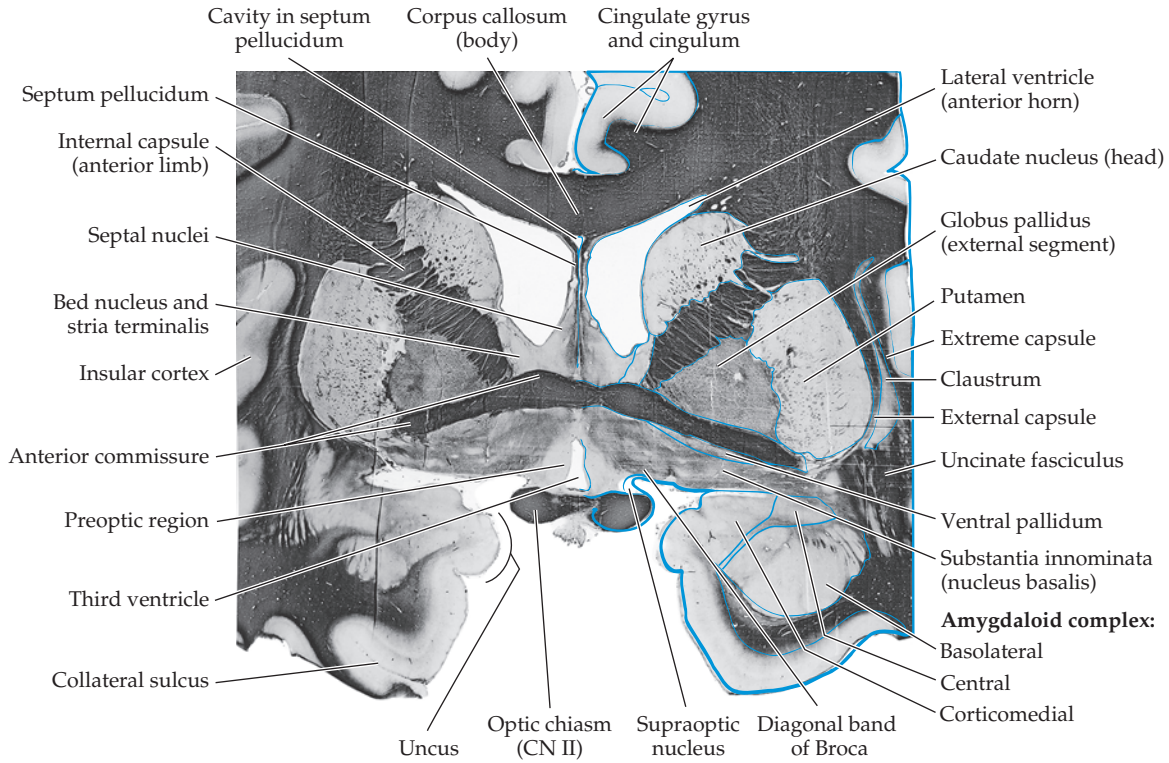 Cavity in septum
pellucidum
Corpus callosum
(body)
Cingulate gyrus
and cingulum
Septum pellucidum
Internal capsule
(anterior limb)
Septal nuclei
Bed nucleus and
stria terminalis
Insular cortex
Anterior commissure
Preoptic region
Third ventricle
Collateral sulcus
Lateral ventricle
(anterior horn)
Caudate nucleus (head)
Globus pallidus
(external segment)
Putamen
Extreme capsule
Claustrum
External capsule
Uncinate fasciculus
Ventral pallidum
Substantia innominata
(nucleus basalis)
Amygdaloid complex:
Basolateral
Central
Corticomedial
Uncus
Optic chiasm
(CN II)
Supraoptic
nucleus
Diagonal band
of Broca